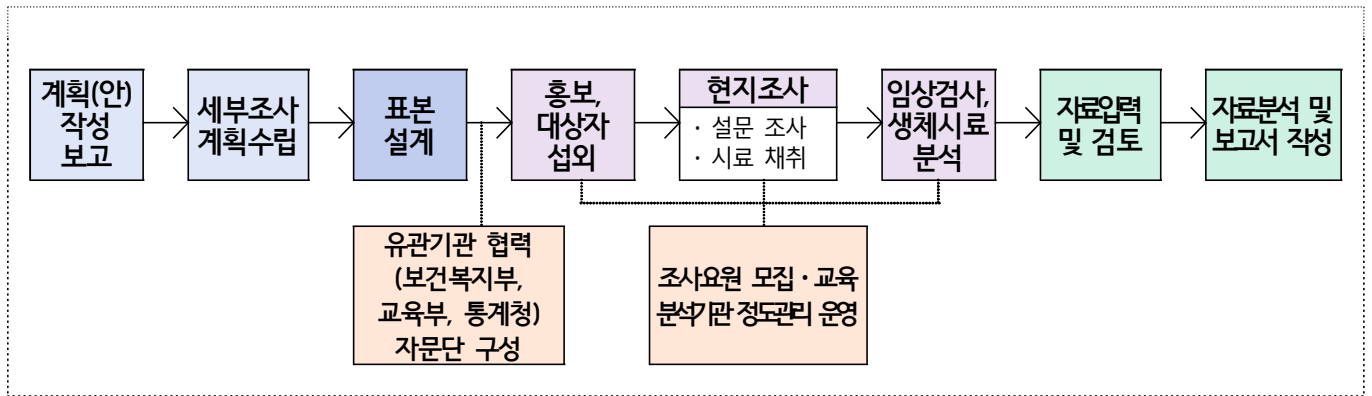 계획(안)
작성
보고
세부조사
계획수립
표본
설계
홍보,
대상자
섭외
현지조사
· 설문 조사
· 시료 채취
임상검사,
생체시료
분석
자료입력
및 검토
자료분석 및
보고서 작성
유관기관 협력
(보건복지부,
교육부, 통계청)
자문단 구성
조사요원 모집·교육
분석기관 정도관리 운영